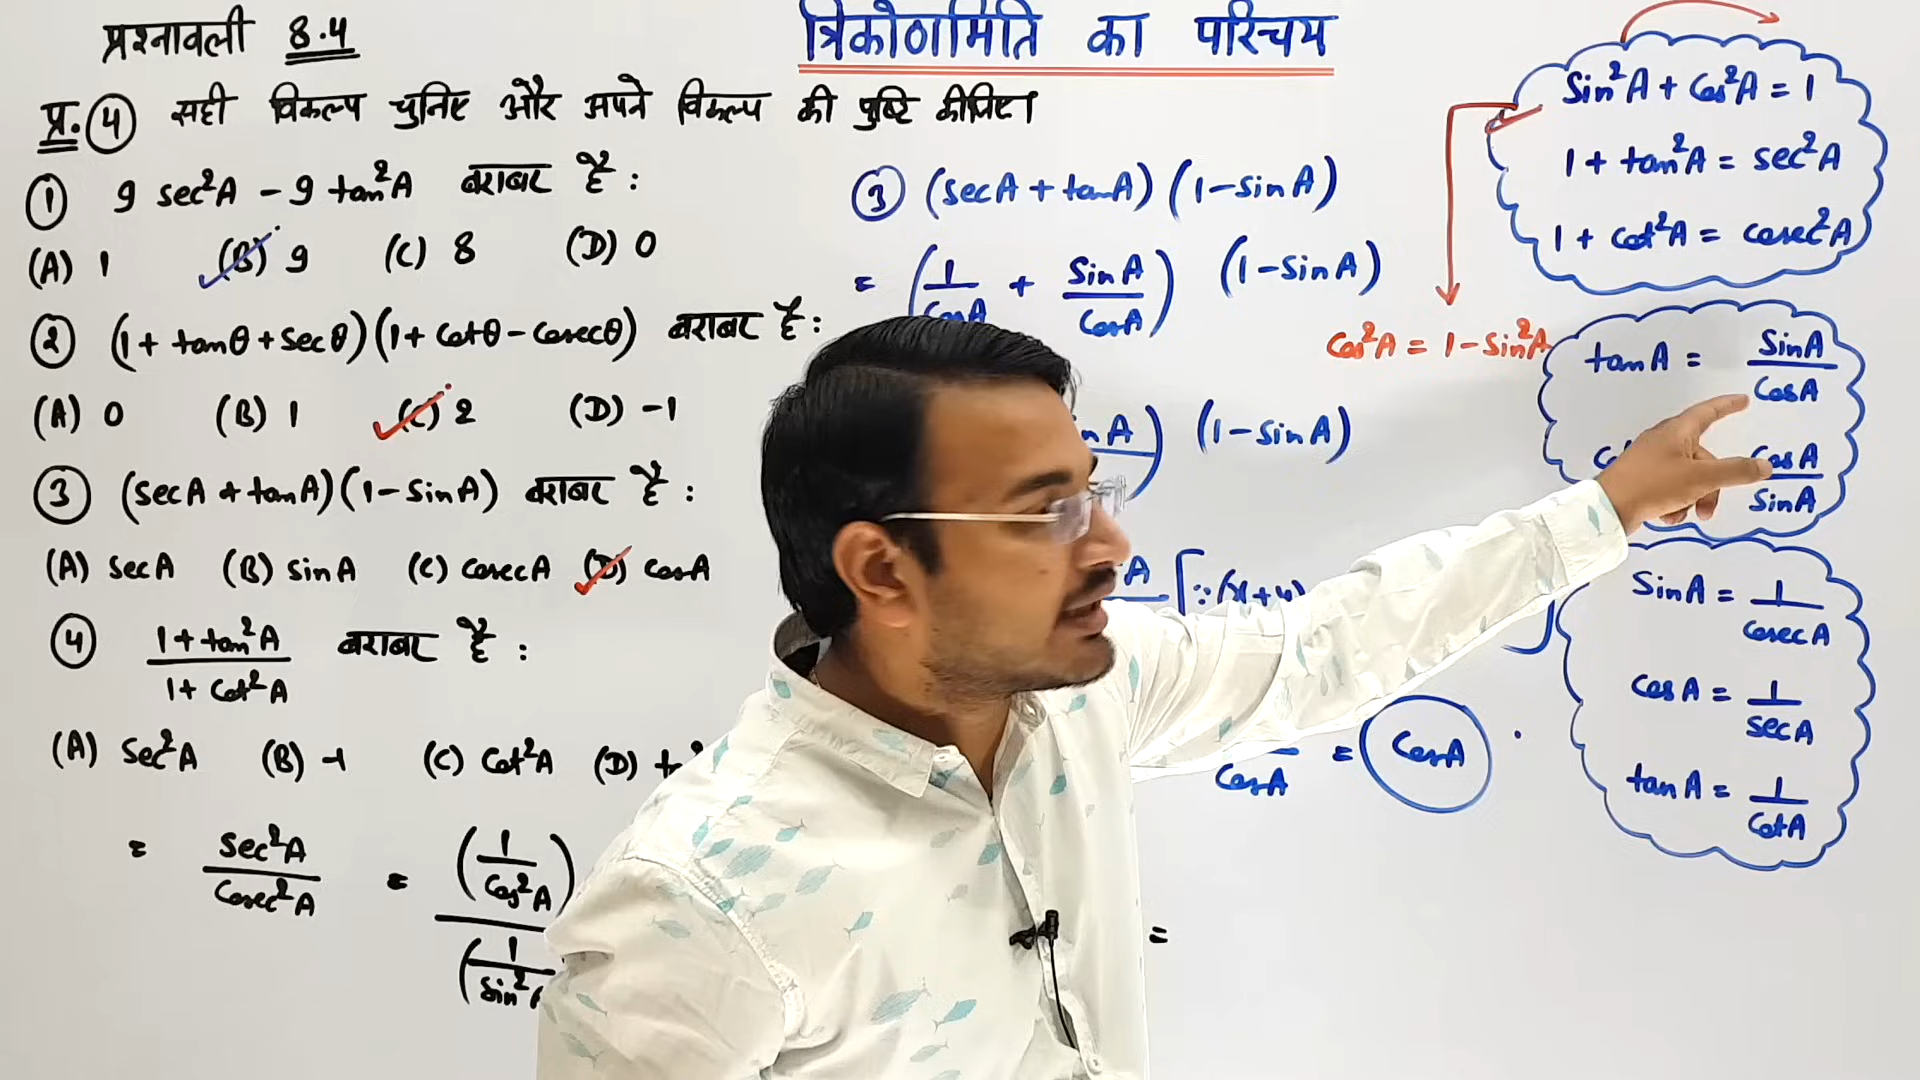 प्रश्नावली 8.4
त्रिकोणामिति का परिचय
प्र. ④ सही विकल्प चुनिए और अपने विकल्प की पुष्टि कीजिए।
① 9 sec²A - 9 tan²A बराबर है :
(A) 1 (B) 9 (C) 8 (D) 0
② (1 + tanθ + secθ)(1 + cotθ - cosecθ) बराबर है :
(A) 0 (B) 1 (C) 2 (D) -1
③ (secA + tanA)(1 - sinA) बराबर है :
(A) secA (B) sinA (C) cosecA (D) cosA
④ (1 + tan²A)/(1 + cot²A) बराबर है :
(A) sec²A (B) -1 (C) cot²A (D)
= sec²A/cosec²A = (1/cos²A)/(1/sin²A
③ (secA + tanA)(1 - sinA)
= (1/cosA + sinA/cosA) (1 - sinA)
A) (1 - sinA)
A [∵ (x+y)
cosA = cosA
=
sin²A + cos²A = 1
1 + tan²A = sec²A
1 + cot²A = cosec²A
cos²A = 1 - sin²A
tanA = sinA/cosA
cosA/sinA
sinA = 1/cosecA
cosA = 1/secA
tanA = 1/cotA